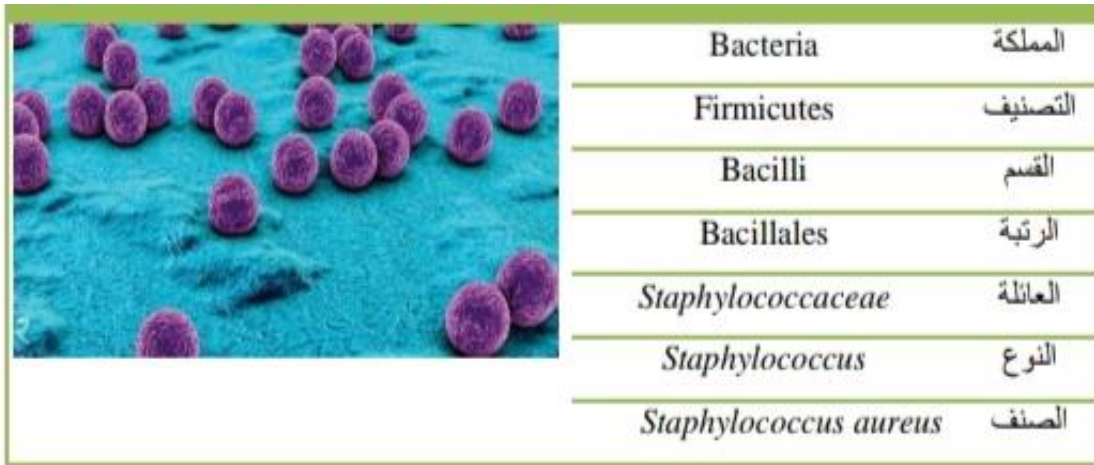 المملكة Bacteria
التصنيف Firmicutes
القسم Bacilli
الرتبة Bacillales
العائلة Staphylococcaceae
النوع Staphylococcus
الصنف Staphylococcus aureus